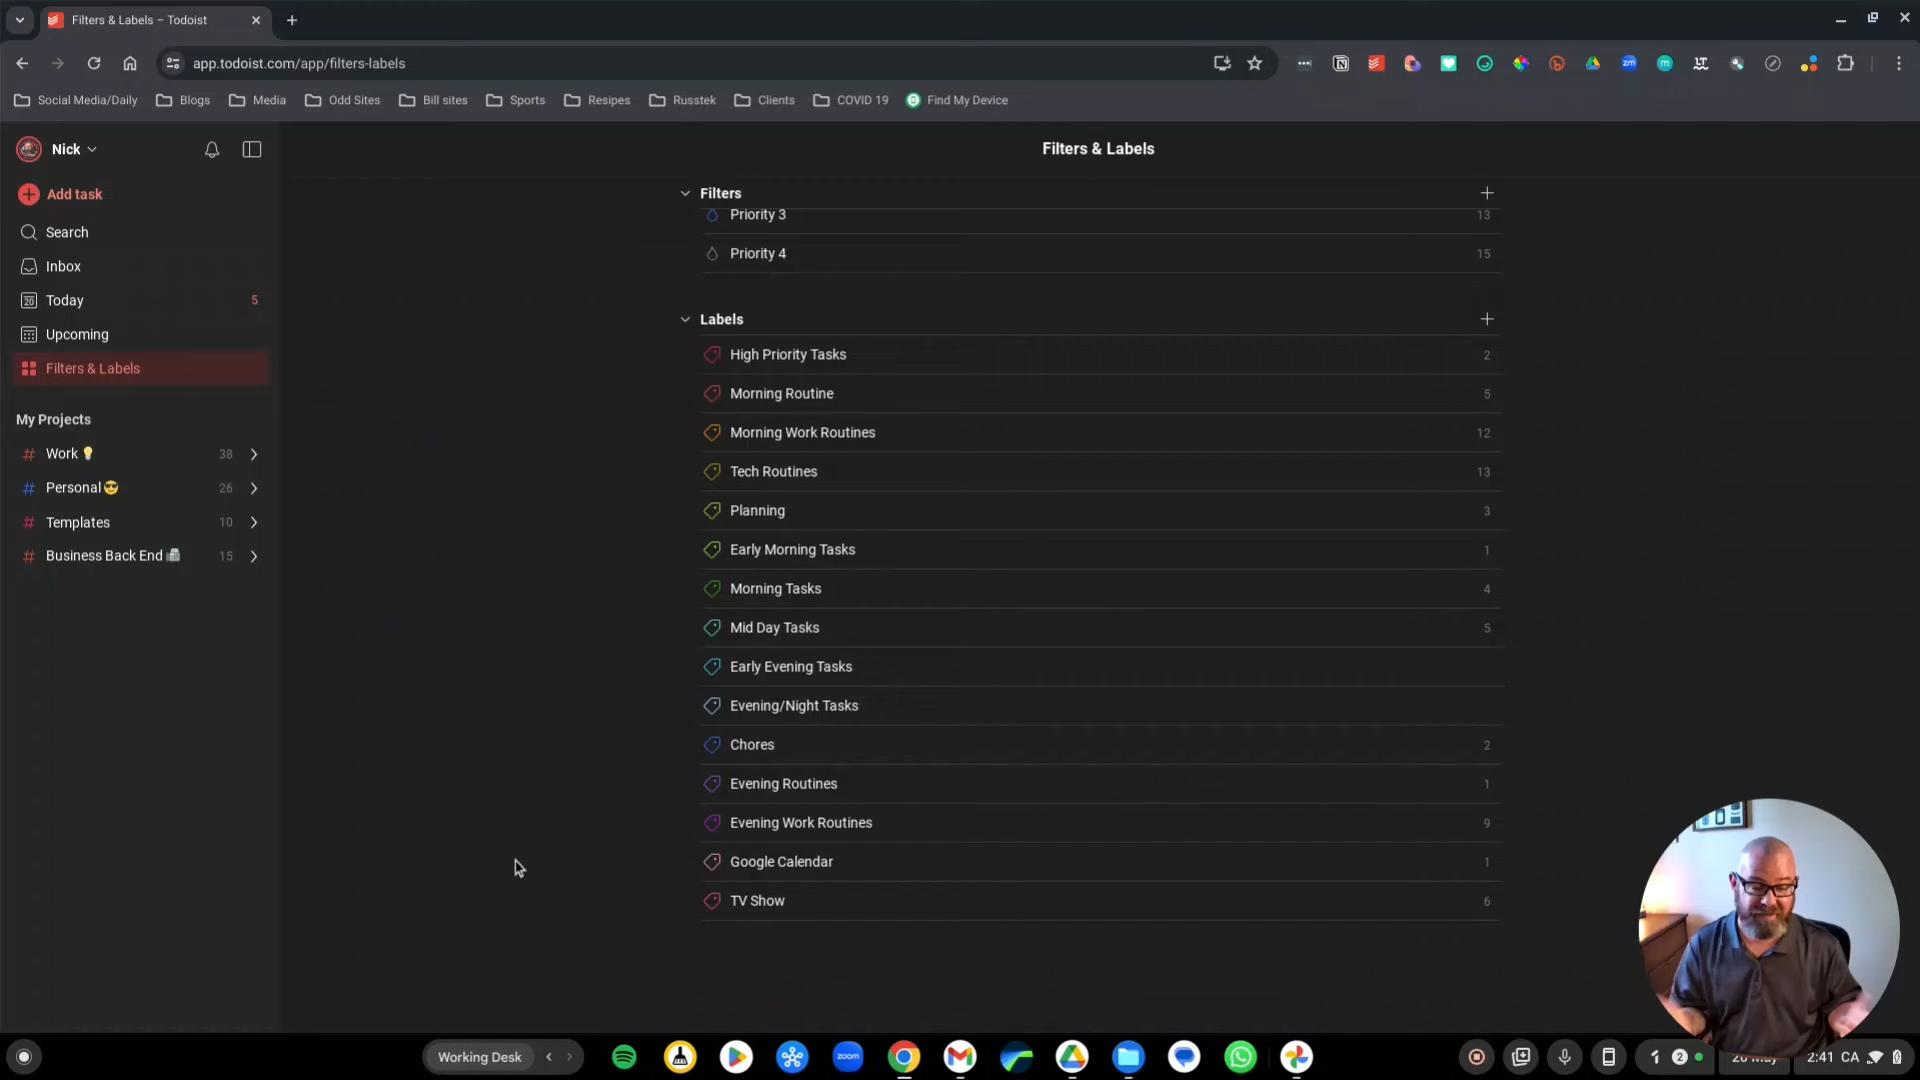 Filters & Labels – Todoist
app.todoist.com/app/filters-labels
Social Media/Daily
Blogs
Media
Odd Sites
Bill sites
Sports
Resipes
Russtek
Clients
COVID 19
Find My Device
Nick
Add task
Search
Inbox
Today 5
Upcoming
Filters & Labels
My Projects
# Work 38
# Personal 26
# Templates 10
# Business Back End 15
Filters & Labels
Filters
Priority 3 13
Priority 4 15
Labels
High Priority Tasks 2
Morning Routine 5
Morning Work Routines 12
Tech Routines 13
Planning 3
Early Morning Tasks 1
Morning Tasks 4
Mid Day Tasks 5
Early Evening Tasks
Evening/Night Tasks
Chores 2
Evening Routines 1
Evening Work Routines 9
Google Calendar 1
TV Show 6
Working Desk
zoom
2
2:41 CA